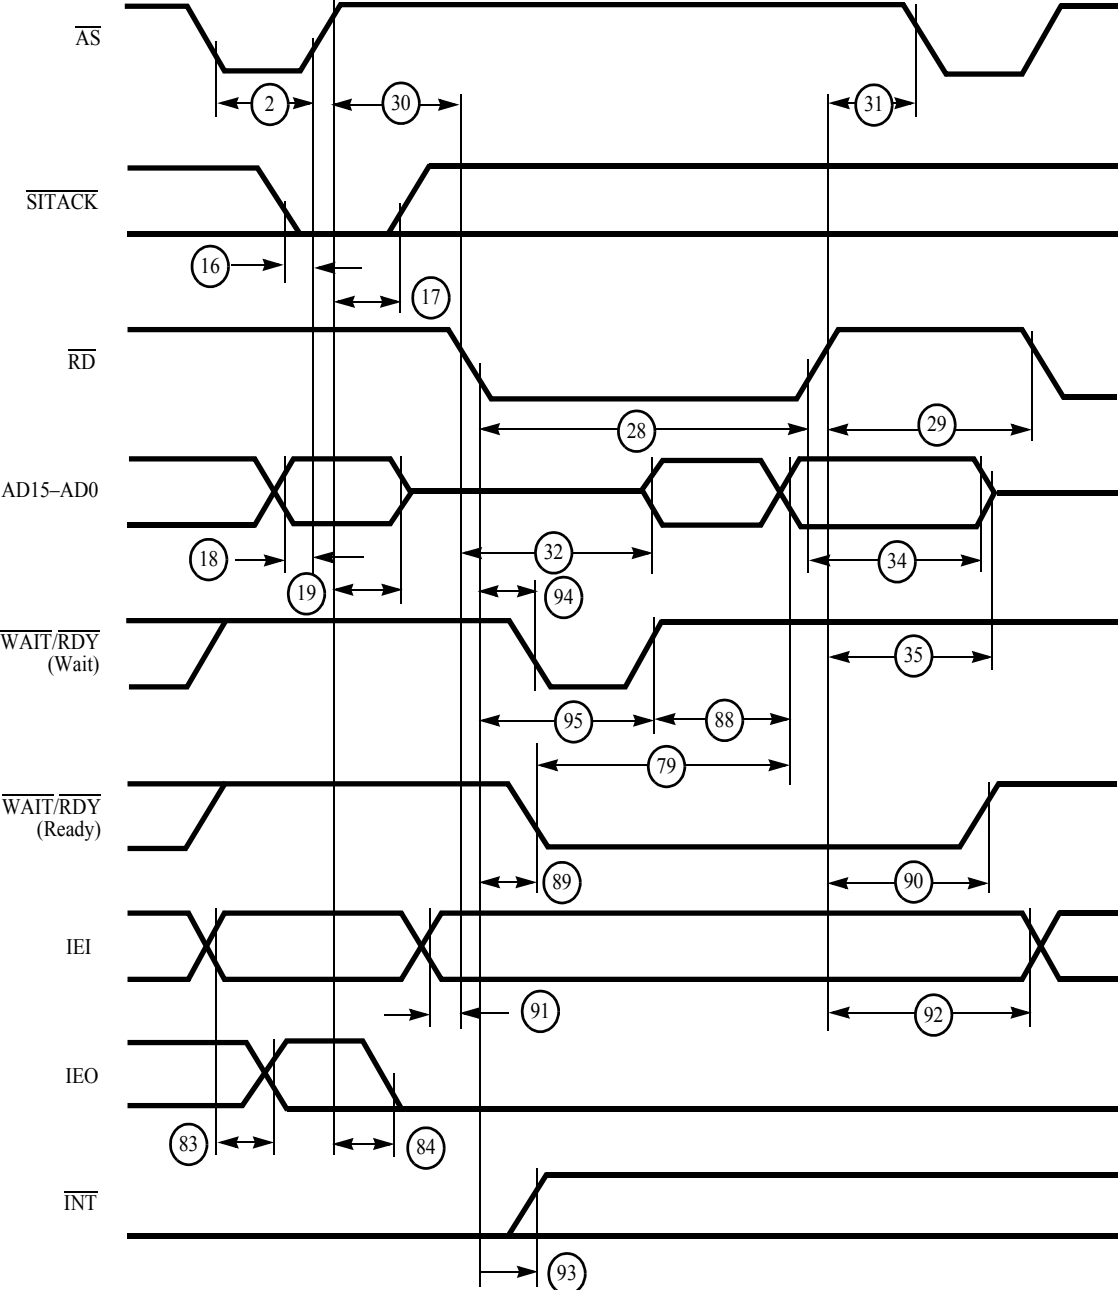 AS
2
30
31
SITACK
16
17
RD
28
29
AD15–AD0
18
19
32
94
34
WAIT/RDY
(Wait)
35
95
88
79
WAIT/RDY
(Ready)
89
90
IEI
91
92
IEO
83
84
INT
93